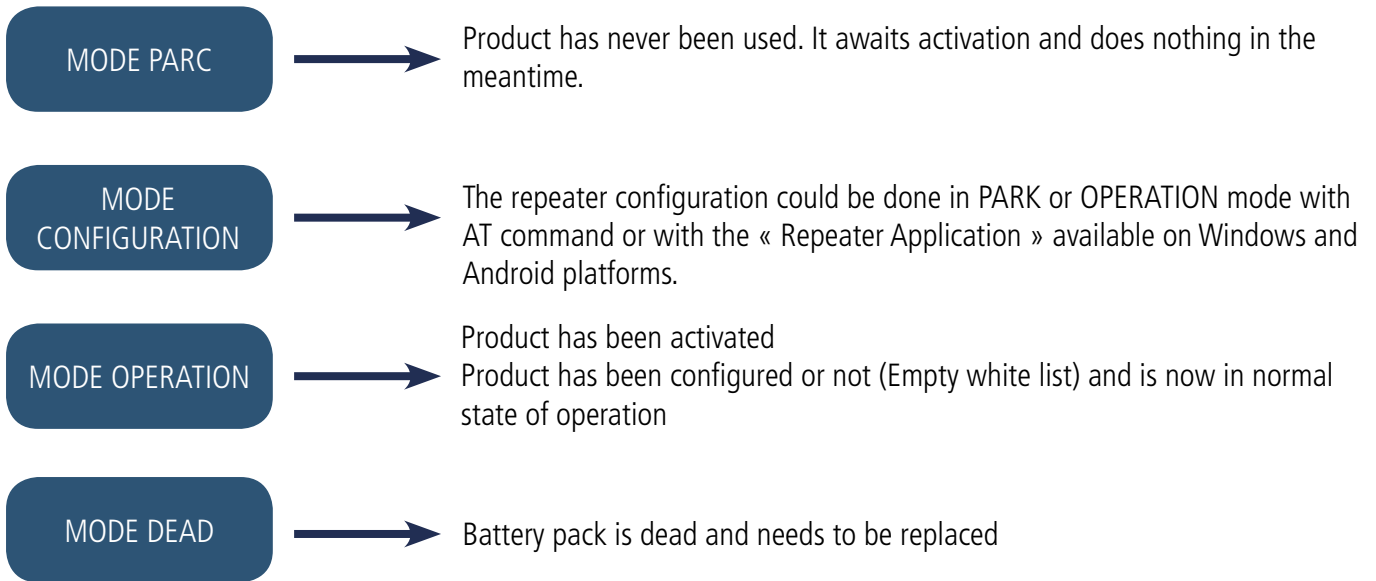 MODE PARC
Product has never been used. It awaits activation and does nothing in the
meantime.
MODE
CONFIGURATION
The repeater configuration could be done in PARK or OPERATION mode with
AT command or with the « Repeater Application » available on Windows and
Android platforms.
MODE OPERATION
Product has been activated
Product has been configured or not (Empty white list) and is now in normal
state of operation
MODE DEAD
Battery pack is dead and needs to be replaced